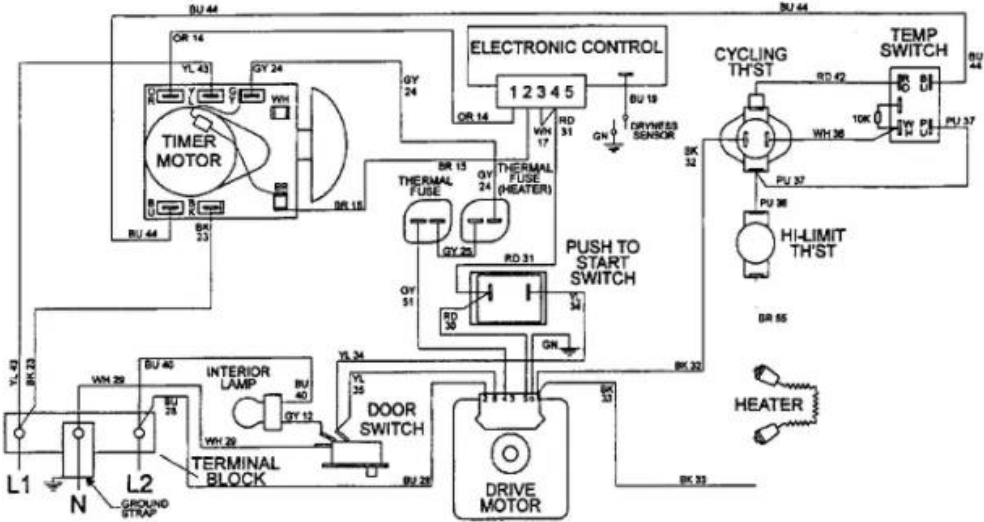 BU 44
BU 44
OR 14
YL 43
GY 24
GY
24
ELECTRONIC CONTROL
1 2 3 4 5
OR 14
WH
17
RD
31
BU 19
GN
DRYNESS
SENSOR
CYCLING
TH'ST
TEMP
SWITCH
RD 42
BU
44
10K
PU 37
WH 36
BK
32
PU 37
PU 36
HI-LIMIT
TH'ST
BR 55
OR
YL
GY
WH
TIMER
MOTOR
BU
BK
BR 15
BR 15
BU 44
BK
23
THERMAL
FUSE
GY
24
THERMAL
FUSE
(HEATER)
GY 25
RD 31
PUSH TO
START
SWITCH
GY
51
RD
30
YL
34
GN
YL 34
YL
35
BK 32
BK
33
YL 43
BK 23
BU 40
WH 29
INTERIOR
LAMP
BU
40
GY 12
DOOR
SWITCH
WH 29
BU 28
BK 33
HEATER
DRIVE
MOTOR
TERMINAL
BLOCK
L1
N
L2
GROUND
STRAP